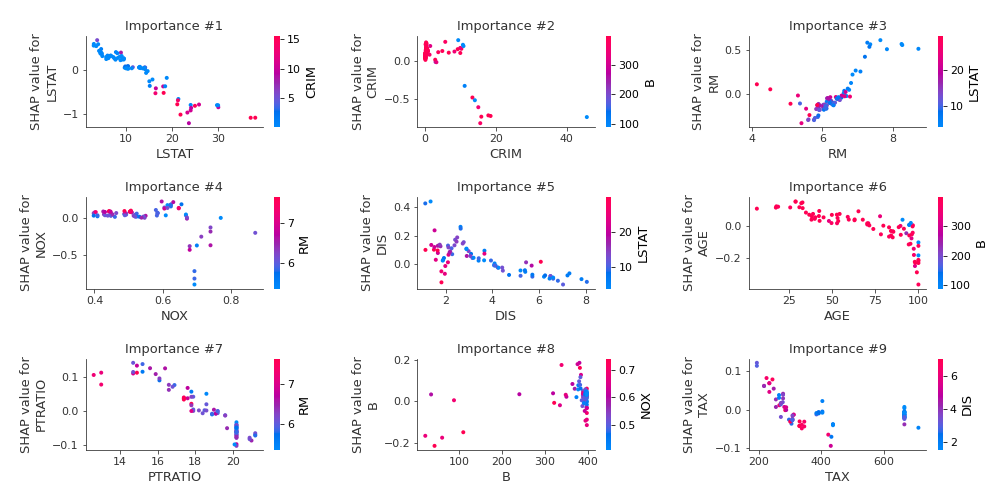 Importance #1
SHAP value for
LSTAT
0
−1
10
20
30
LSTAT
15
10
5
CRIM
Importance #2
SHAP value for
CRIM
0.0
−0.5
0
20
40
CRIM
300
200
100
B
Importance #3
SHAP value for
RM
0.5
0.0
4
6
8
RM
20
10
LSTAT
Importance #4
SHAP value for
NOX
0.0
−0.5
0.4
0.6
0.8
NOX
7
6
RM
Importance #5
SHAP value for
DIS
0.4
0.2
0.0
2
4
6
8
DIS
20
10
LSTAT
Importance #6
SHAP value for
AGE
0.0
−0.2
25
50
75
100
AGE
300
200
100
B
Importance #7
SHAP value for
PTRATIO
0.1
0.0
−0.1
14
16
18
20
PTRATIO
7
6
RM
Importance #8
SHAP value for
B
0.2
0.0
−0.2
100
200
300
400
B
0.7
0.6
0.5
NOX
Importance #9
SHAP value for
TAX
0.1
0.0
−0.1
200
400
600
TAX
6
4
2
DIS